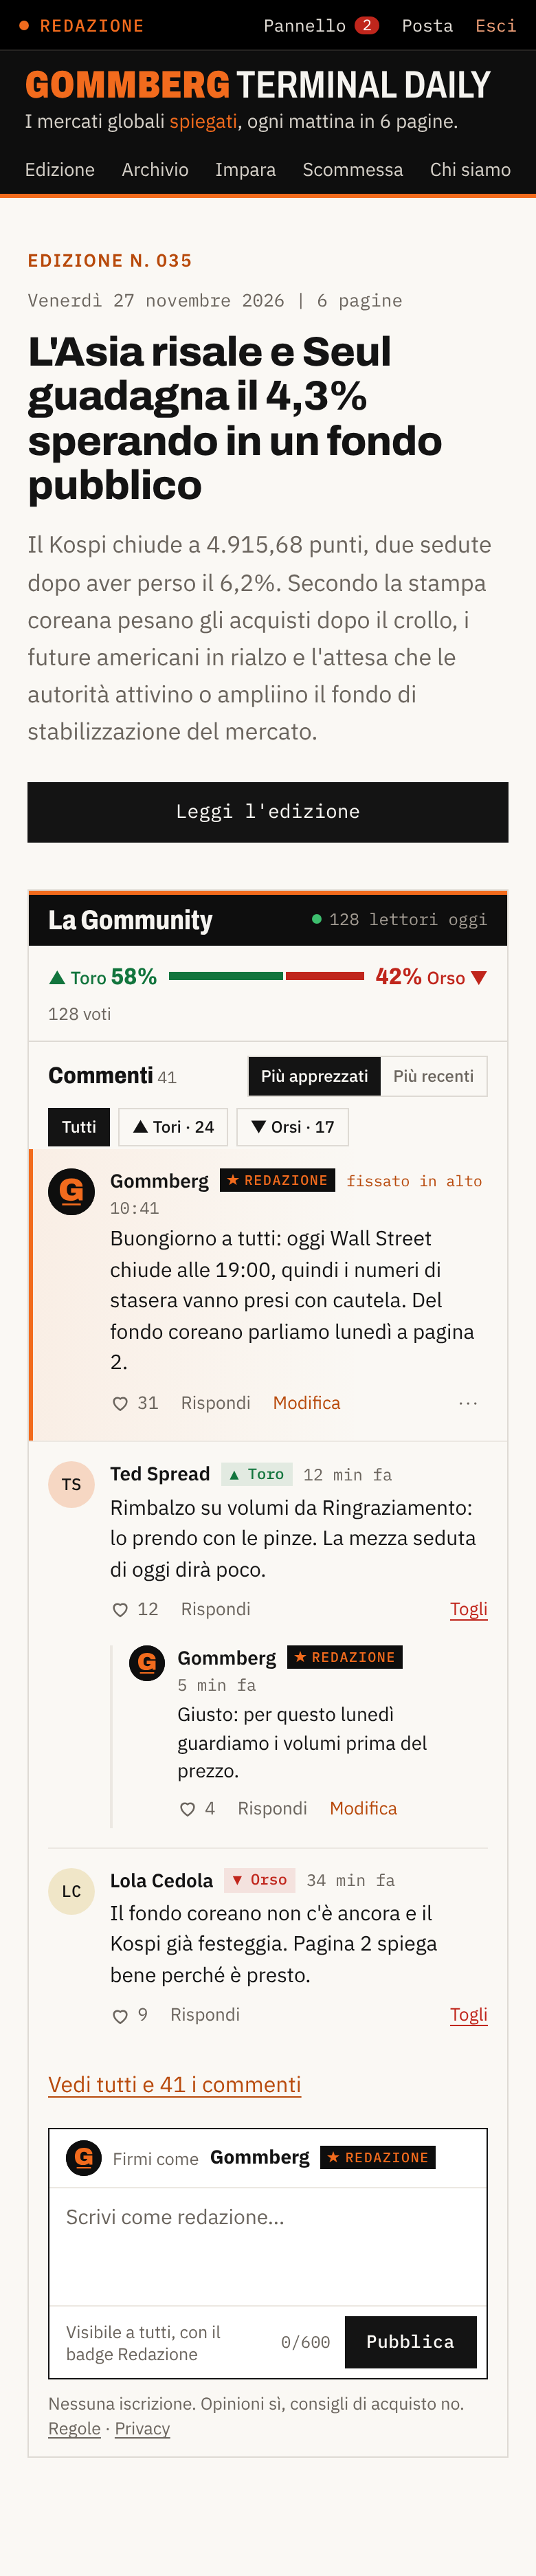 REDAZIONE
Pannello 2 Posta Esci
GOMMBERG TERMINAL DAILY
I mercati globali spiegati, ogni mattina in 6 pagine.
Edizione Archivio Impara Scommessa Chi siamo
EDIZIONE N. 035
Venerdì 27 novembre 2026 | 6 pagine
L'Asia risale e Seul
guadagna il 4,3%
sperando in un fondo
pubblico
Il Kospi chiude a 4.915,68 punti, due sedute
dopo aver perso il 6,2%. Secondo la stampa
coreana pesano gli acquisti dopo il crollo, i
future americani in rialzo e l'attesa che le
autorità attivino o ampliino il fondo di
stabilizzazione del mercato.
Leggi l'edizione
La Gommunity
128 lettori oggi
▲ Toro 58%
42% Orso ▼
128 voti
Commenti 41
Più apprezzati Più recenti
Tutti ▲ Tori · 24 ▼ Orsi · 17
G
Gommberg ★ REDAZIONE fissato in alto
10:41
Buongiorno a tutti: oggi Wall Street
chiude alle 19:00, quindi i numeri di
stasera vanno presi con cautela. Del
fondo coreano parliamo lunedì a pagina
2.
31 Rispondi Modifica ···
TS
Ted Spread ▲ Toro 12 min fa
Rimbalzo su volumi da Ringraziamento:
lo prendo con le pinze. La mezza seduta
di oggi dirà poco.
12 Rispondi Togli
G
Gommberg ★ REDAZIONE
5 min fa
Giusto: per questo lunedì
guardiamo i volumi prima del
prezzo.
4 Rispondi Modifica
LC
Lola Cedola ▼ Orso 34 min fa
Il fondo coreano non c'è ancora e il
Kospi già festeggia. Pagina 2 spiega
bene perché è presto.
9 Rispondi Togli
Vedi tutti e 41 i commenti
G
Firmi come Gommberg ★ REDAZIONE
Scrivi come redazione...
Visibile a tutti, con il
badge Redazione
0/600 Pubblica
Nessuna iscrizione. Opinioni sì, consigli di acquisto no.
Regole · Privacy